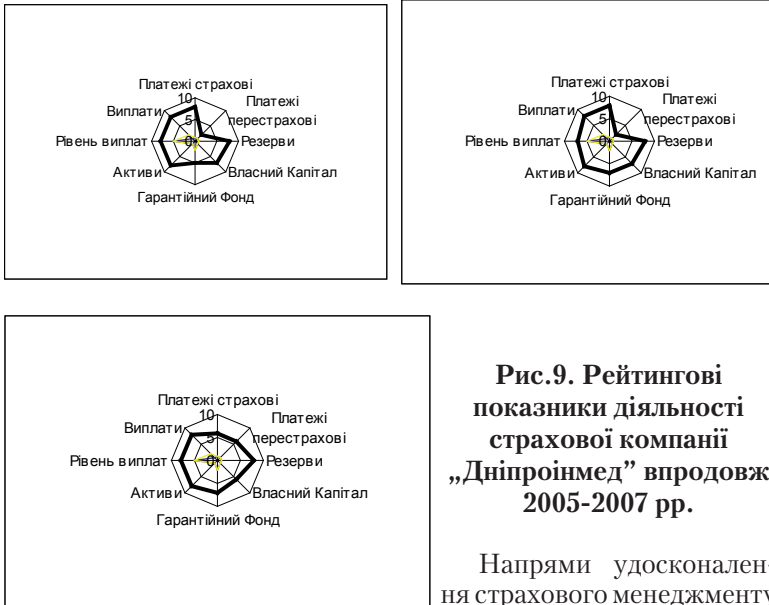 Платежі страхові
10
Платежі
перестрахові
5
0
Виплати
Рівень виплат
Резерви
Активи
Власний Капітал
Гарантійний Фонд
Платежі страхові
10
Платежі
перестрахові
5
0
Виплати
Рівень виплат
Резерви
Активи
Власний Капітал
Гарантійний Фонд
Платежі страхові
10
Платежі
перестрахові
5
0
Виплати
Рівень виплат
Резерви
Активи
Власний Капітал
Гарантійний Фонд
Рис.9. Рейтингові
показники діяльності
страхової компанії
„Дніпроінмед” впродовж
2005-2007 рр.
Напрями удосконален-
ня страхового менеджменту